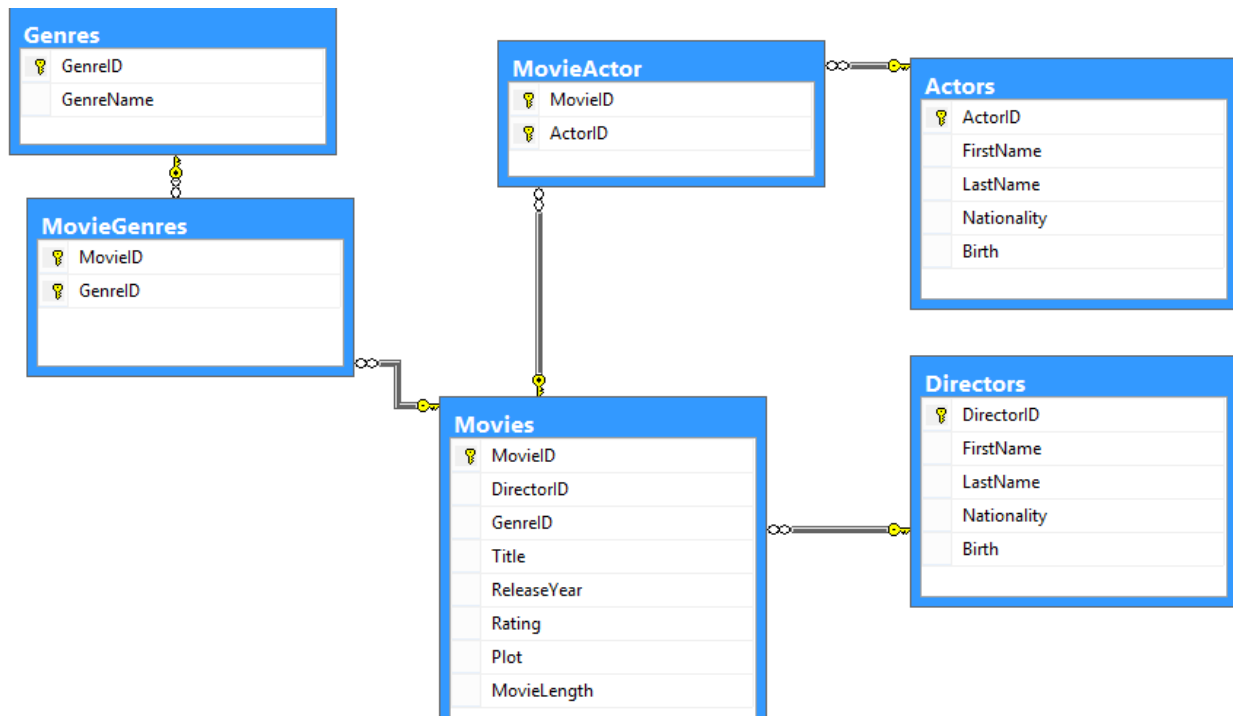 Genres
GenreID
GenreName
MovieGenres
MovieID
GenreID
MovieActor
MovieID
ActorID
Actors
ActorID
FirstName
LastName
Nationality
Birth
Movies
MovieID
DirectorID
GenreID
Title
ReleaseYear
Rating
Plot
MovieLength
Directors
DirectorID
FirstName
LastName
Nationality
Birth